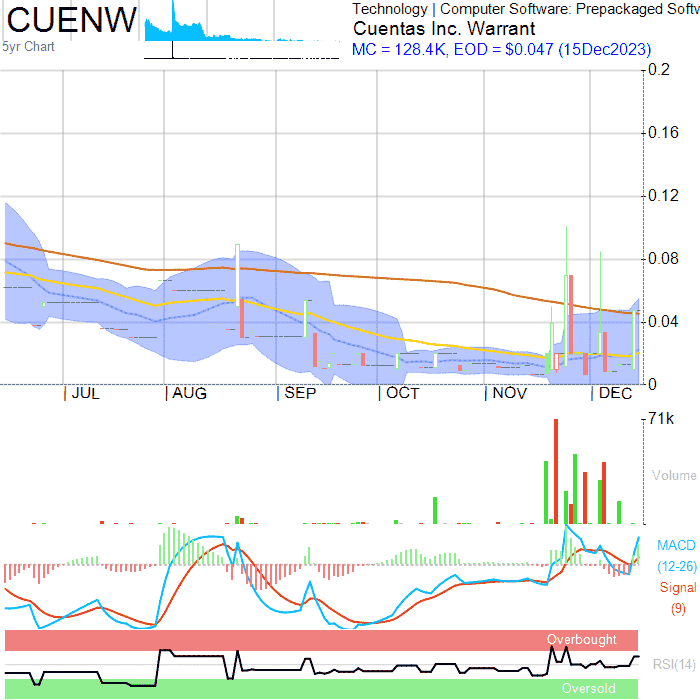 CUENW
5yr Chart
Technology | Computer Software: Prepackaged Softw
Cuentas Inc. Warrant
MC = 128.4K, EOD = $0.047 (15Dec2023)
0.2
0.16
0.12
0.08
0.04
0
JUL AUG SEP OCT NOV DEC
71k
Volume
MACD
(12-26)
Signal
(9)
Overbought
RSI(14)
Oversold